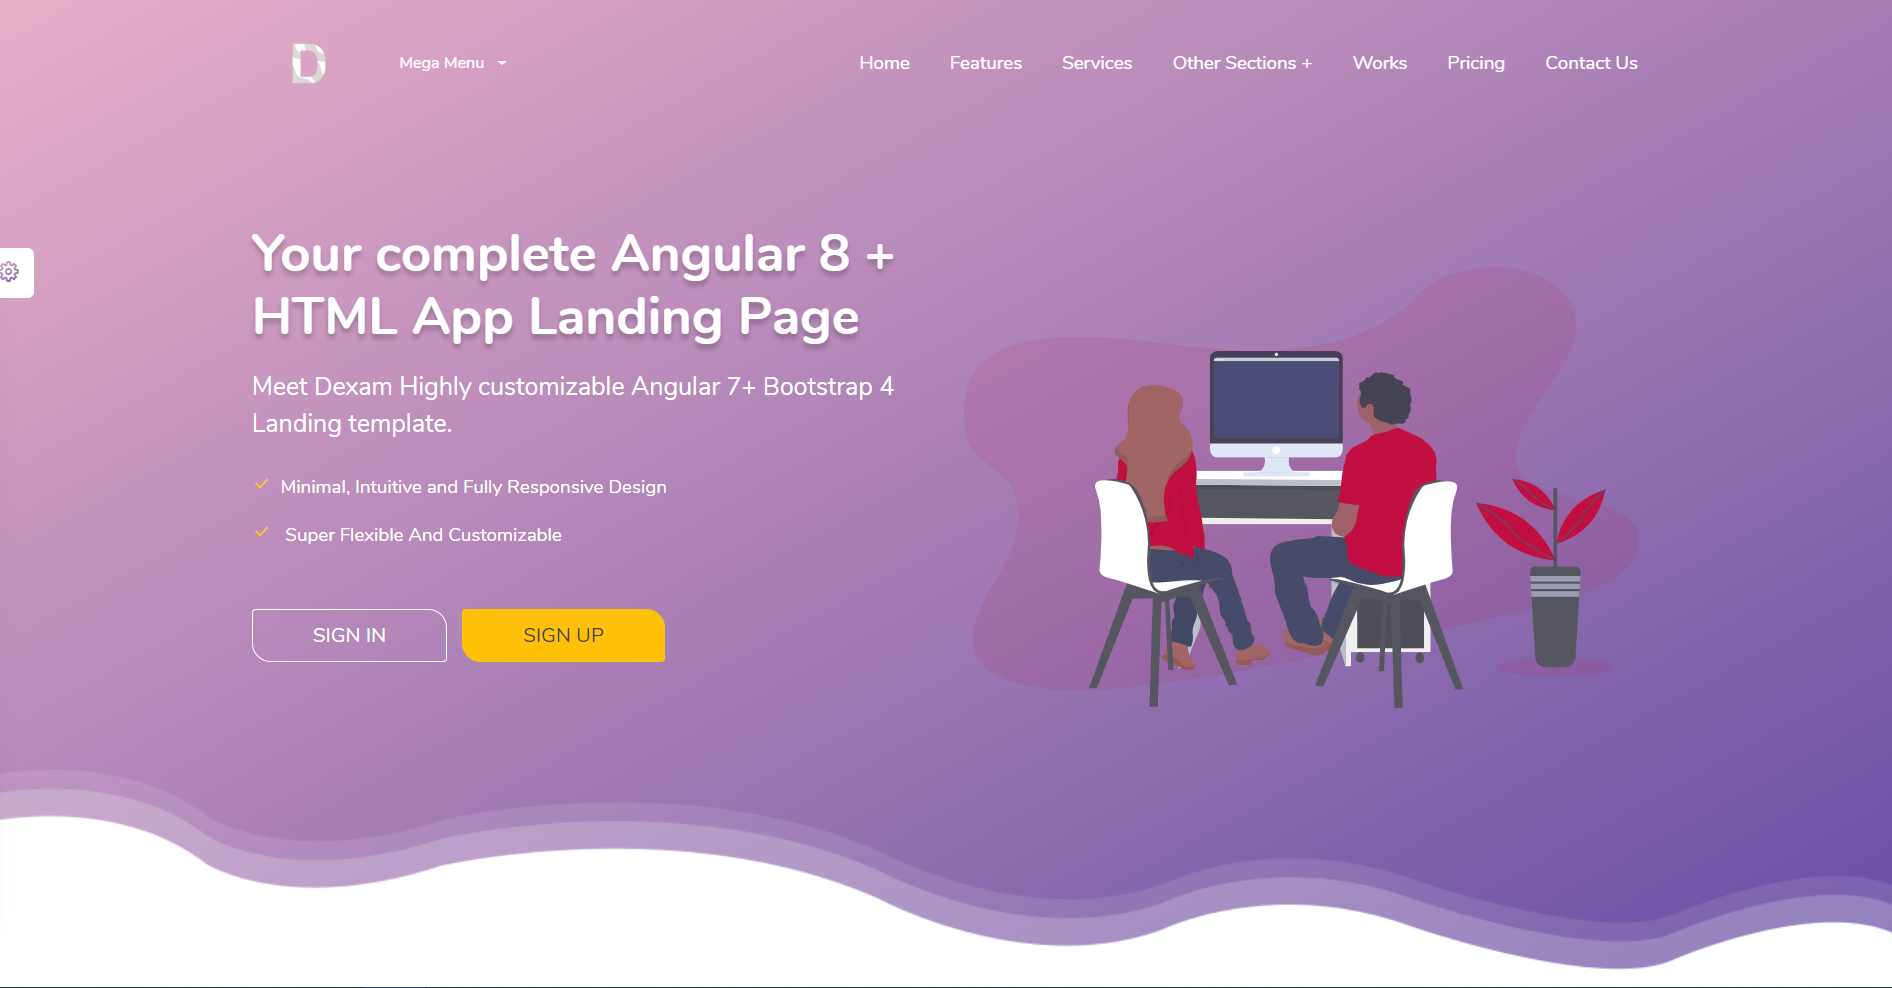 D
Mega Menu
Home Features Services Other Sections + Works Pricing Contact Us
Your complete Angular 8 +
HTML App Landing Page
Meet Dexam Highly customizable Angular 7+ Bootstrap 4
Landing template.
Minimal, Intuitive and Fully Responsive Design
Super Flexible And Customizable
SIGN IN SIGN UP